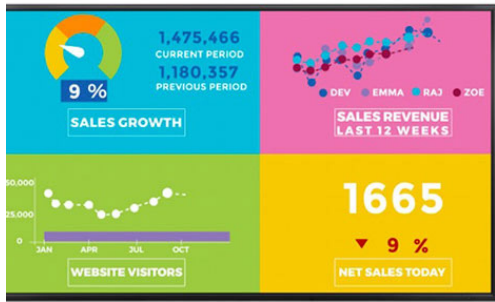 1,475,466
CURRENT PERIOD
1,180,357
PREVIOUS PERIOD
9 %
SALES GROWTH
DEV EMMA RAJ ZOE
SALES REVENUE
LAST 12 WEEKS
50,000
25,000
0
JAN APR JUL OCT
WEBSITE VISITORS
1665
▼ 9 %
NET SALES TODAY